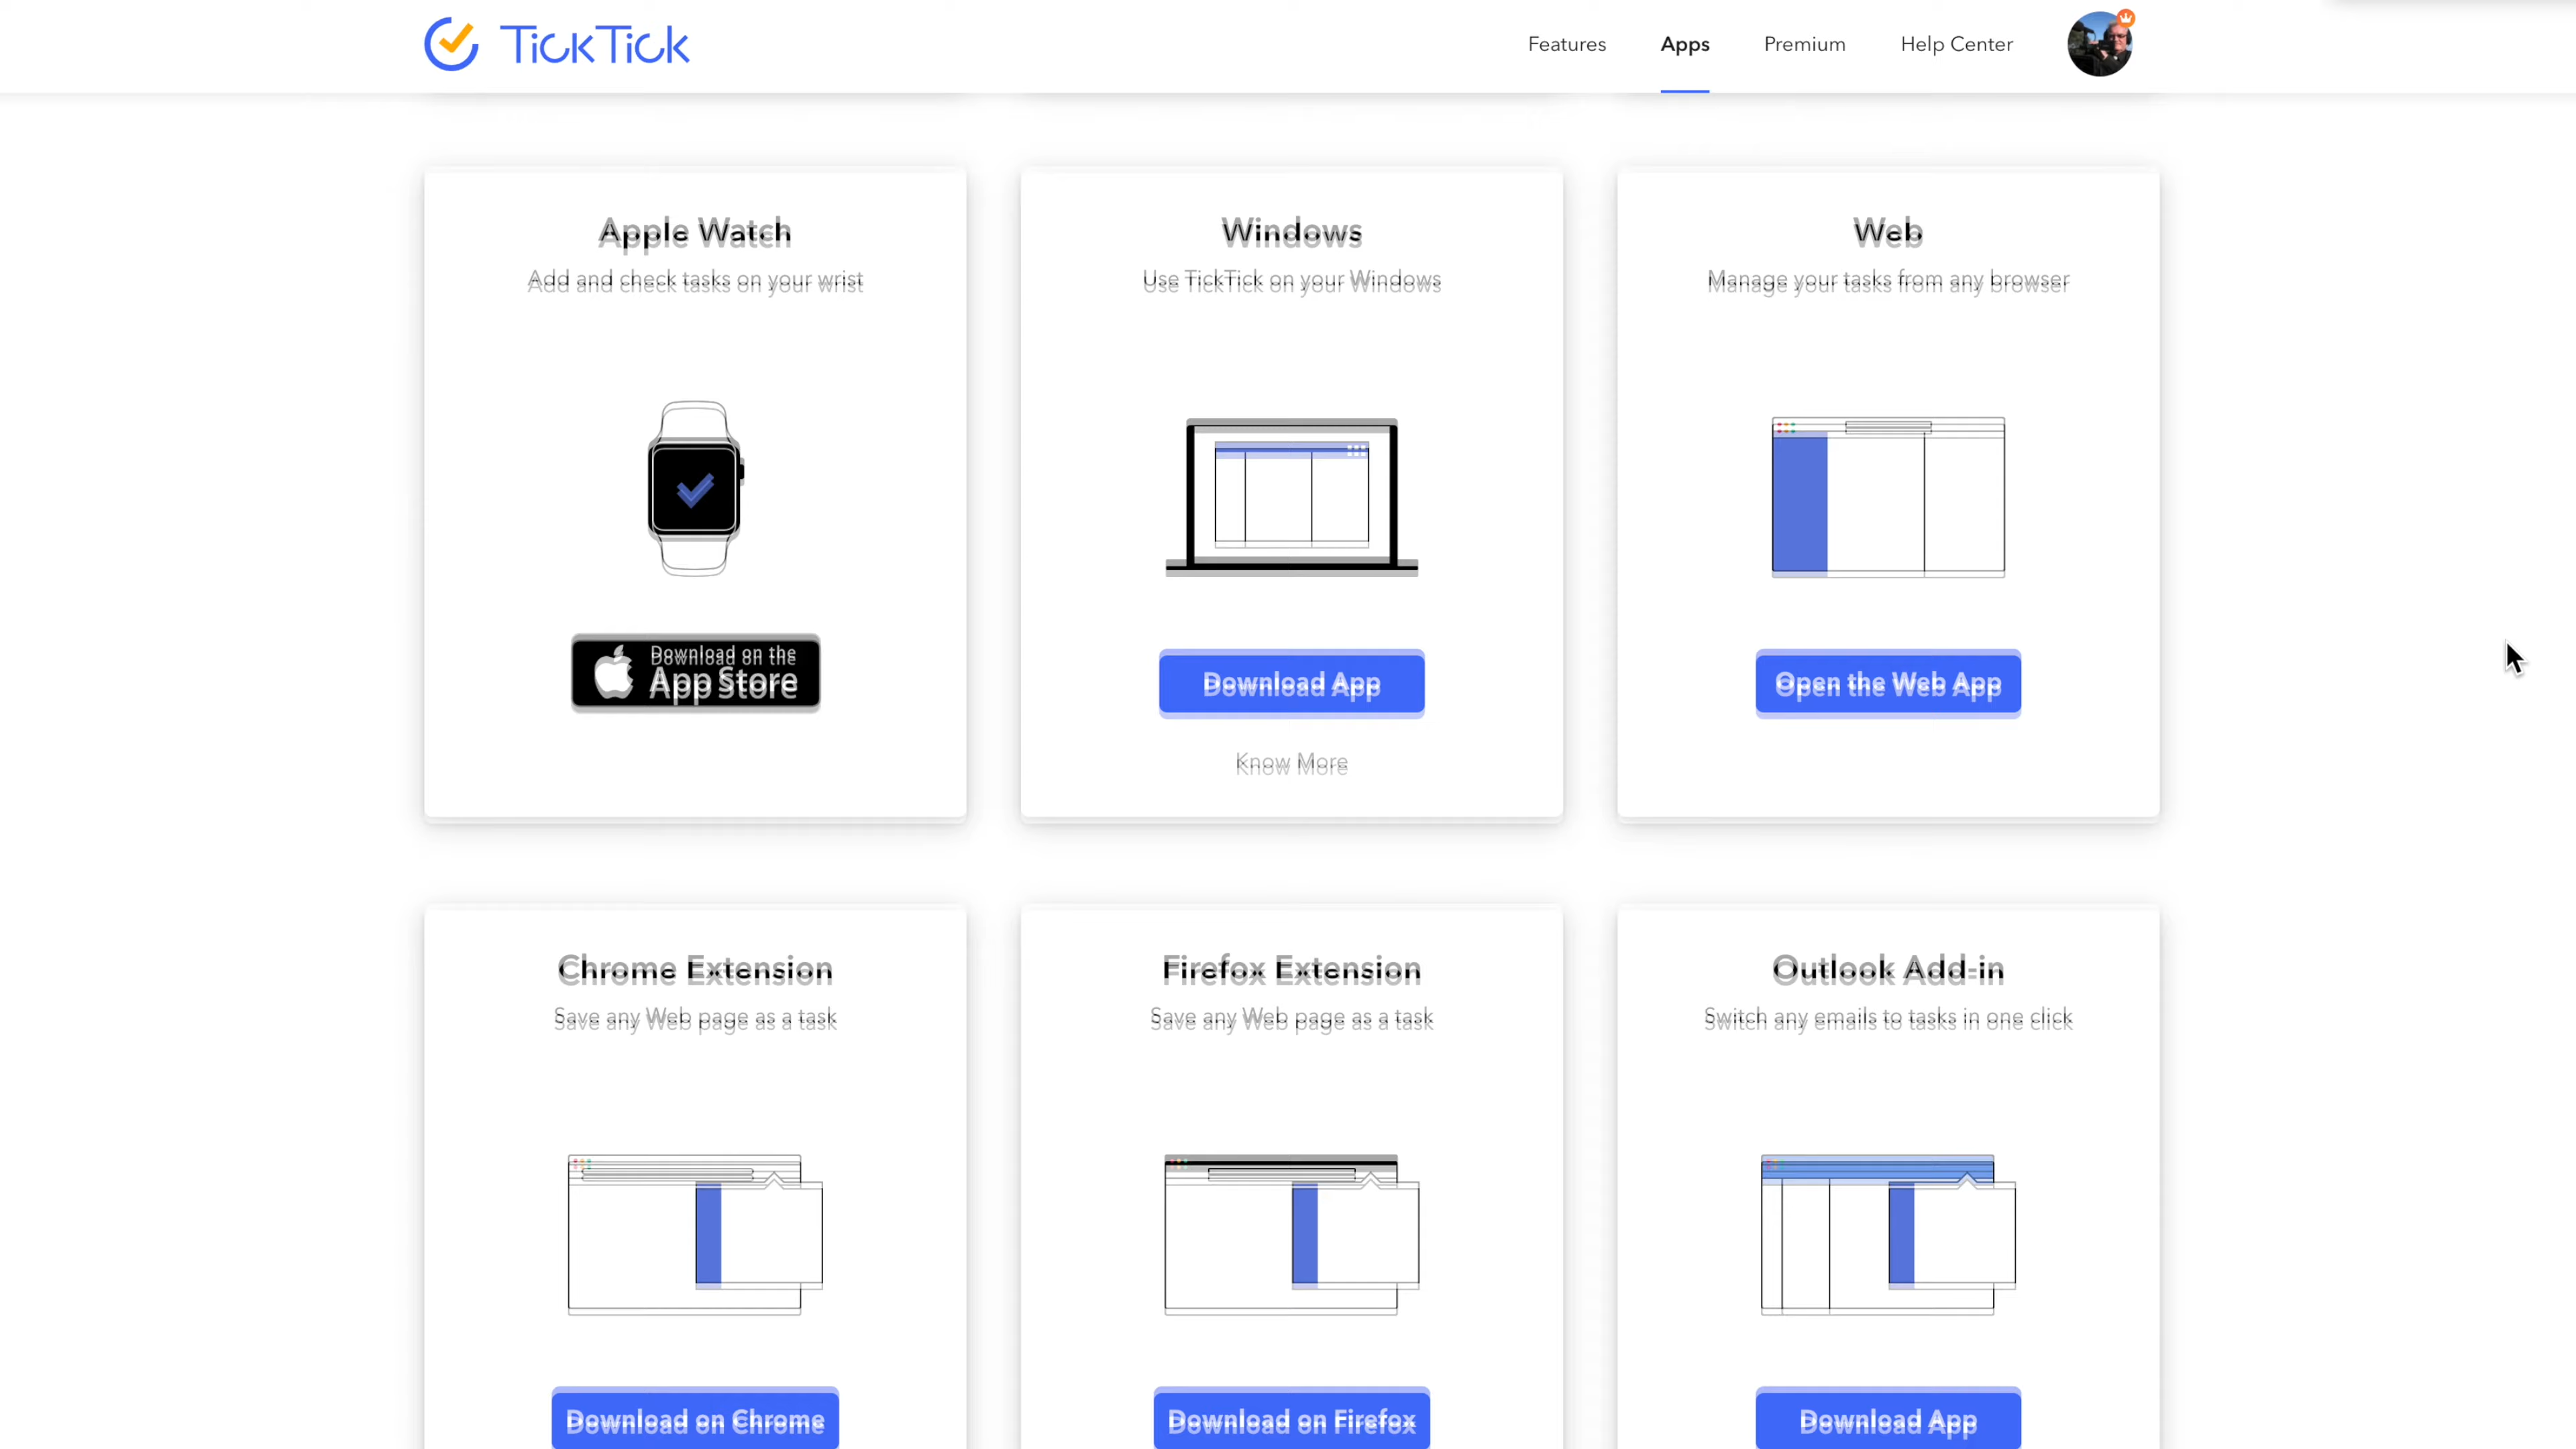 TickTick
Features
Apps
Premium
Help Center
Apple Watch
Add and check tasks on your wrist
Download on the
App Store
Windows
Use TickTick on your Windows
Download App
Know More
Web
Manage your tasks from any browser
Open the Web App
Chrome Extension
Save any Web page as a task
Download on Chrome
Firefox Extension
Save any Web page as a task
Download on Firefox
Outlook Add-in
Switch any emails to tasks in one click
Download App